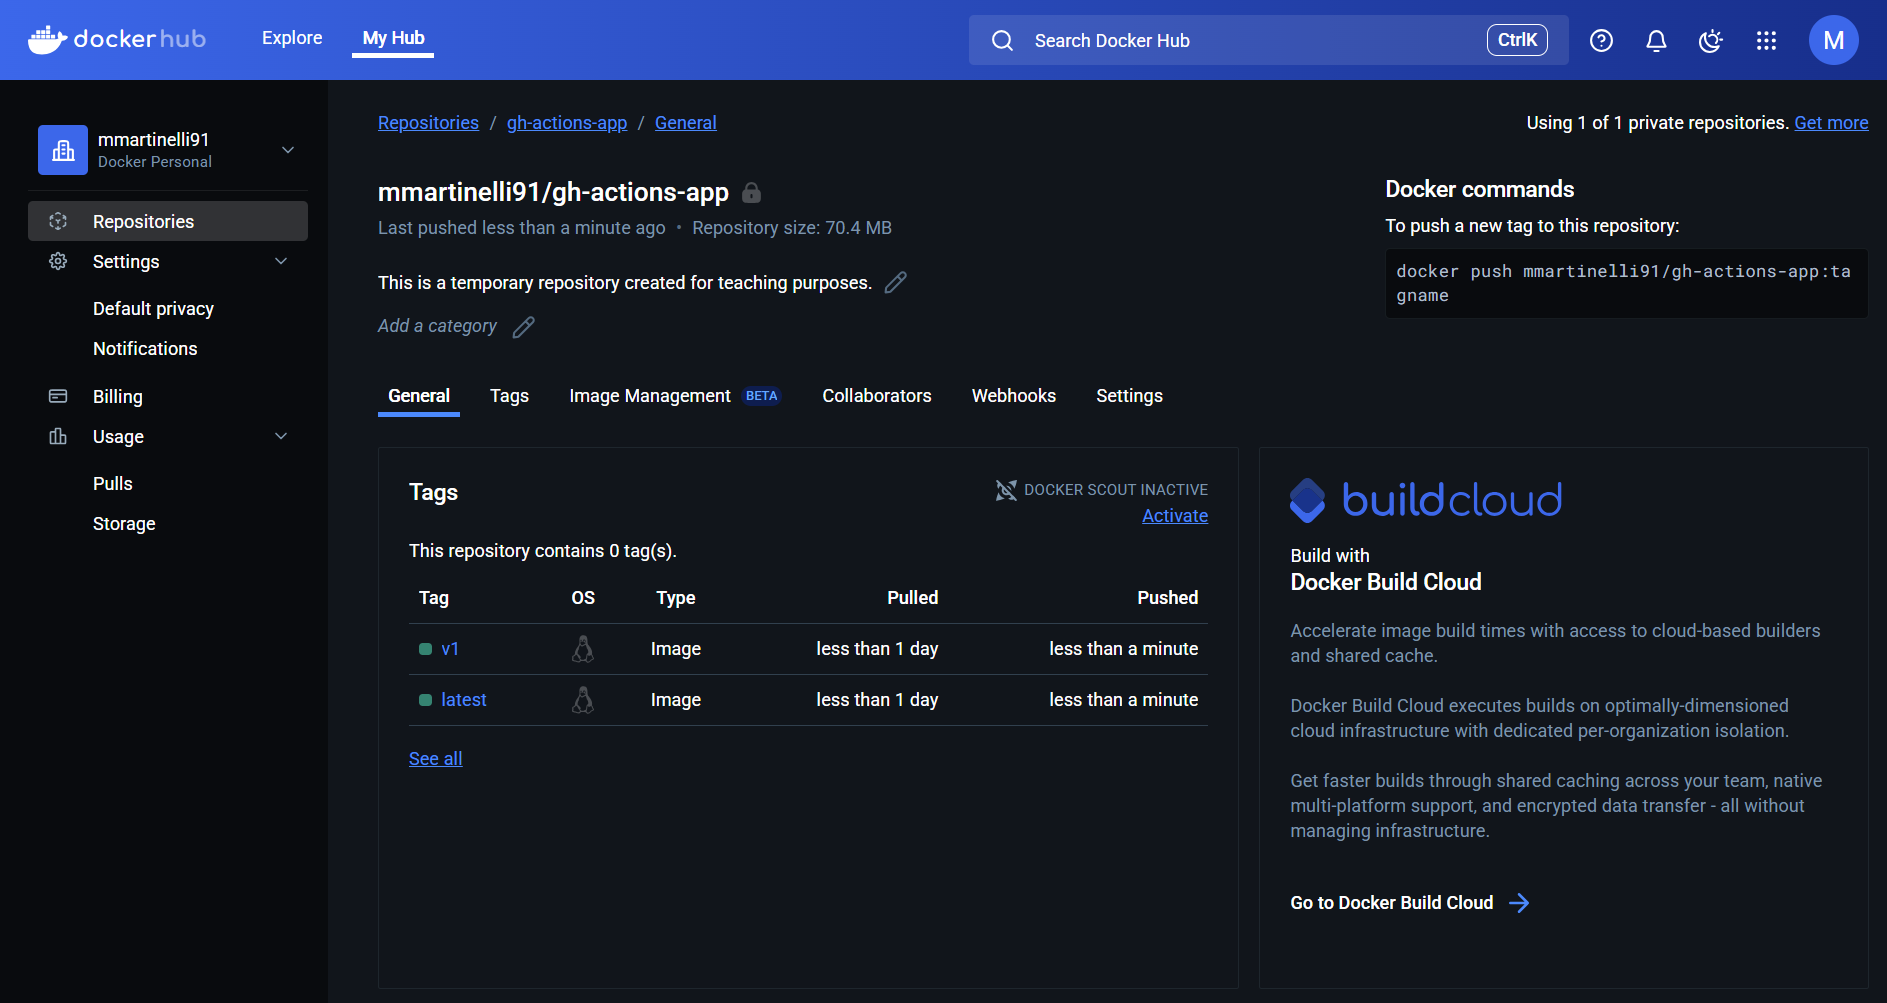 docker hub
Explore
My Hub
Search Docker Hub
CtrlK
M
mmartinelli91
Docker Personal
Repositories
Settings
Default privacy
Notifications
Billing
Usage
Pulls
Storage
Repositories / gh-actions-app / General
Using 1 of 1 private repositories. Get more
mmartinelli91/gh-actions-app
Last pushed less than a minute ago • Repository size: 70.4 MB
This is a temporary repository created for teaching purposes.
Add a category
Docker commands
To push a new tag to this repository:
docker push mmartinelli91/gh-actions-app:ta
gname
General Tags Image Management BETA Collaborators Webhooks Settings
Tags
DOCKER SCOUT INACTIVE
Activate
This repository contains 0 tag(s).
Tag OS Type Pulled Pushed
v1 Image less than 1 day less than a minute
latest Image less than 1 day less than a minute
See all
buildcloud
Build with
Docker Build Cloud
Accelerate image build times with access to cloud-based builders
and shared cache.
Docker Build Cloud executes builds on optimally-dimensioned
cloud infrastructure with dedicated per-organization isolation.
Get faster builds through shared caching across your team, native
multi-platform support, and encrypted data transfer - all without
managing infrastructure.
Go to Docker Build Cloud